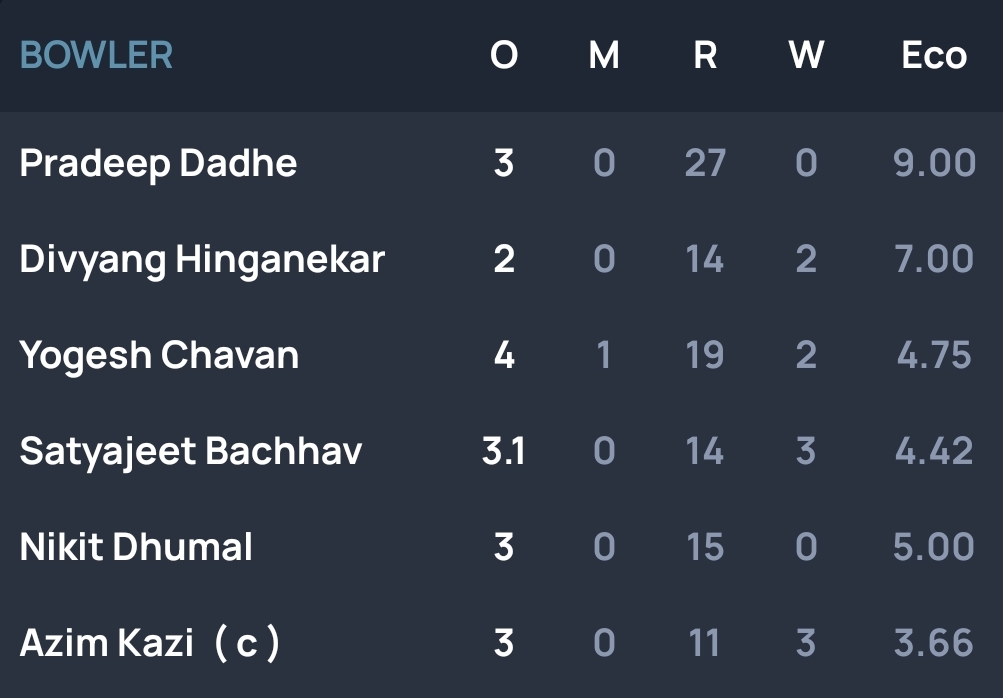 BOWLER O M R W Eco
Pradeep Dadhe 3 0 27 0 9.00
Divyang Hinganekar 2 0 14 2 7.00
Yogesh Chavan 4 1 19 2 4.75
Satyajeet Bachhav 3.1 0 14 3 4.42
Nikit Dhumal 3 0 15 0 5.00
Azim Kazi ( c ) 3 0 11 3 3.66